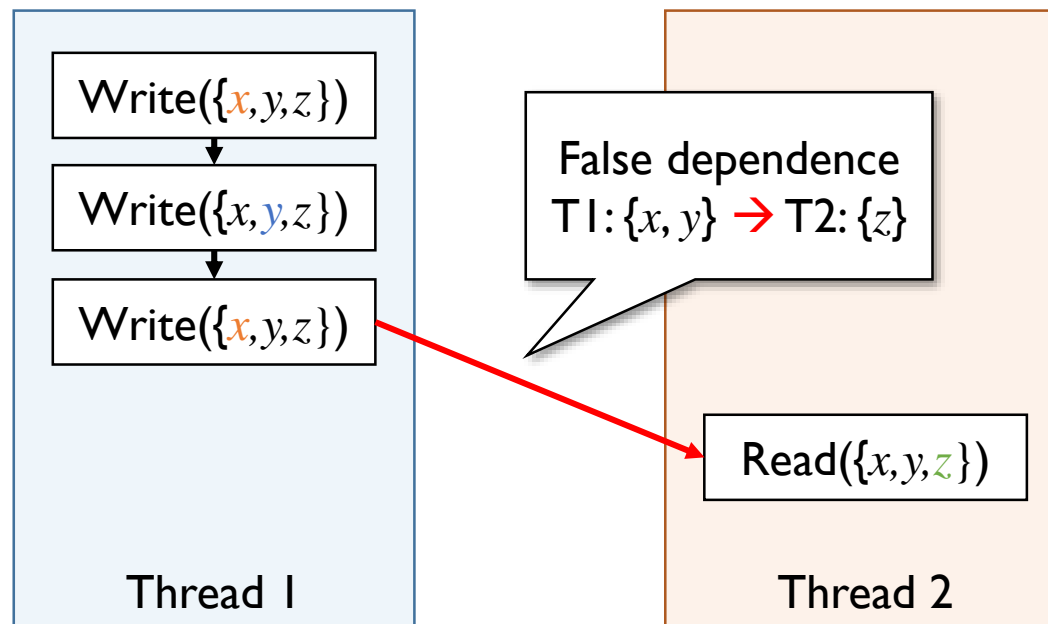 Write({x,y,z})
Write({x,y,z})
Write({x,y,z})
Thread 1
False dependence
T1: {x, y} → T2: {z}
Read({x,y,z})
Thread 2